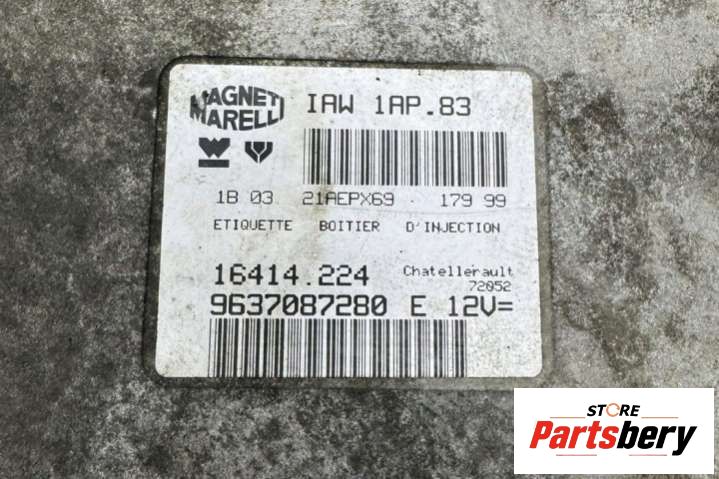 MAGNETI
MARELLI
IAW 1AP.83
1B 03 21AEPX69 · 179 99
ETIQUETTE BOITIER D'INJECTION
16414.224 Chatellerault
72052
9637087280 E 12V=
STORE
Partsbery